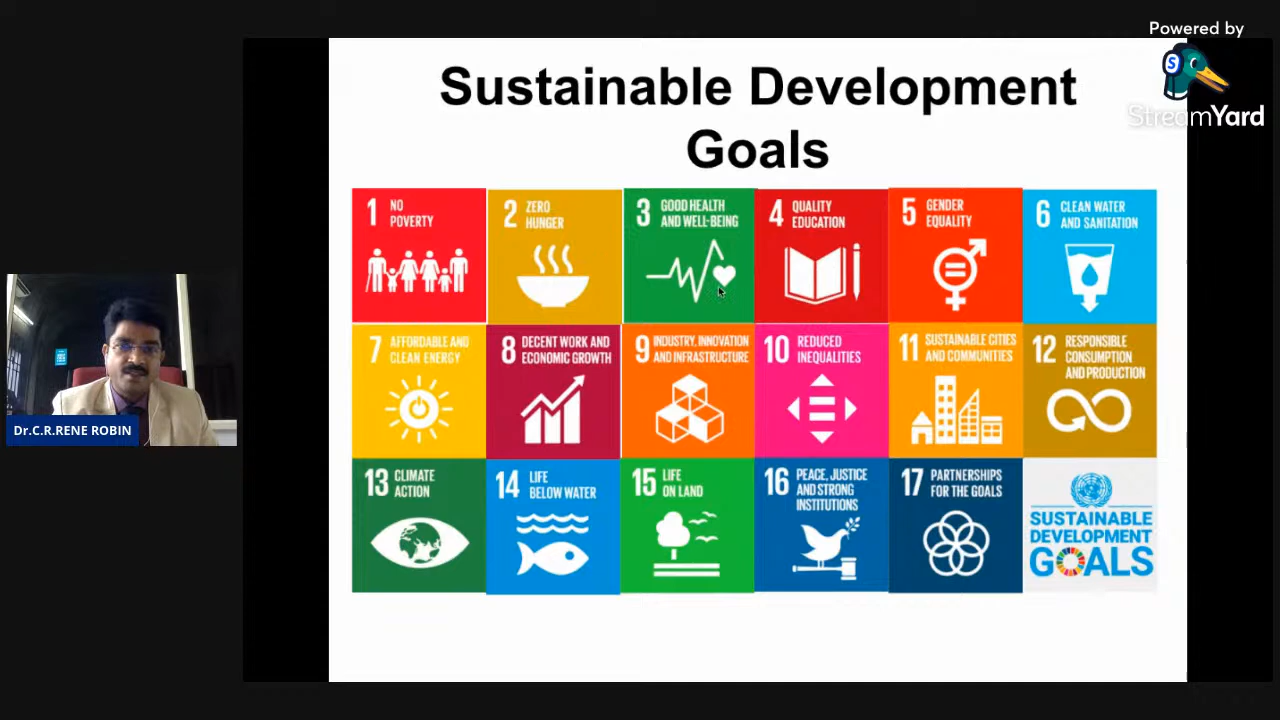 Powered by
StreamYard
Sustainable Development
Goals
1 NO
POVERTY
2 ZERO
HUNGER
3 GOOD HEALTH
AND WELL-BEING
4 QUALITY
EDUCATION
5 GENDER
EQUALITY
6 CLEAN WATER
AND SANITATION
7 AFFORDABLE AND
CLEAN ENERGY
8 DECENT WORK AND
ECONOMIC GROWTH
9 INDUSTRY, INNOVATION
AND INFRASTRUCTURE
10 REDUCED
INEQUALITIES
11 SUSTAINABLE CITIES
AND COMMUNITIES
12 RESPONSIBLE
CONSUMPTION
AND PRODUCTION
13 CLIMATE
ACTION
14 LIFE
BELOW WATER
15 LIFE
ON LAND
16 PEACE, JUSTICE
AND STRONG
INSTITUTIONS
17 PARTNERSHIPS
FOR THE GOALS
SUSTAINABLE
DEVELOPMENT
GOALS
Dr.C.R.RENE ROBIN